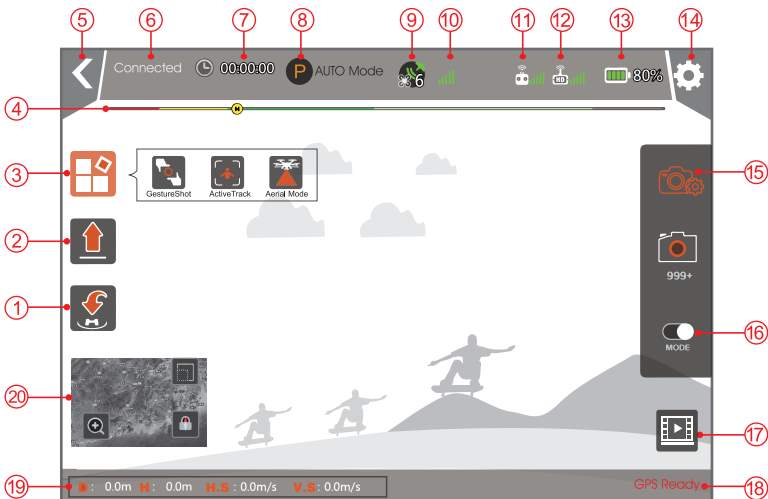 5 6 7 8 9 10 11 12 13 14
Connected 00:00:00 P AUTO Mode 6 HD 80%
4 H
3 GestureShot ActiveTrack Aerial Mode 15
2
999+
1 16
MODE
20
17
19 D: 0.0m H: 0.0m H.S: 0.0m/s V.S: 0.0m/s GPS Ready 18